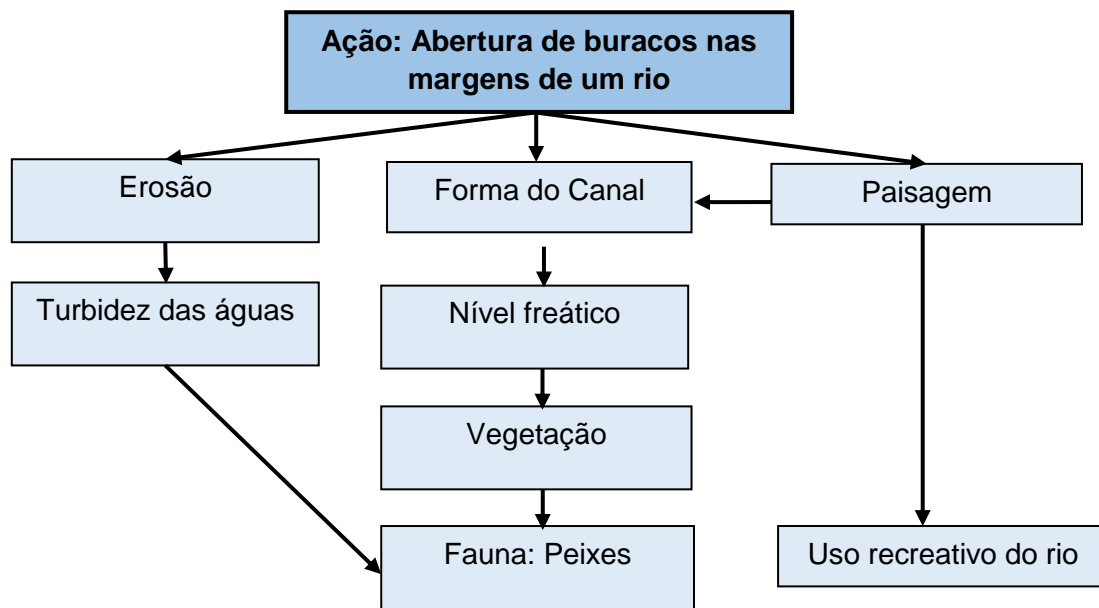 Ação: Abertura de buracos nas
margens de um rio
Erosão
Forma do Canal
Paisagem
Turbidez das águas
Nível freático
Vegetação
Fauna: Peixes
Uso recreativo do rio